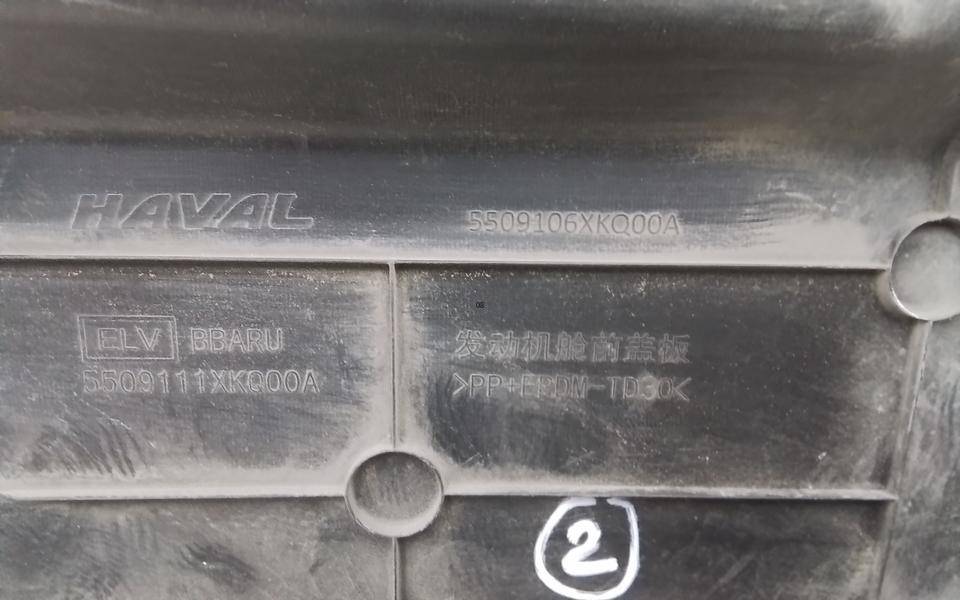 HAVAL
5509106XKQ00A
ELV BBARU
5509111XKQ00A
发动机舱前盖板
>PP+EPDM-TD30<
2